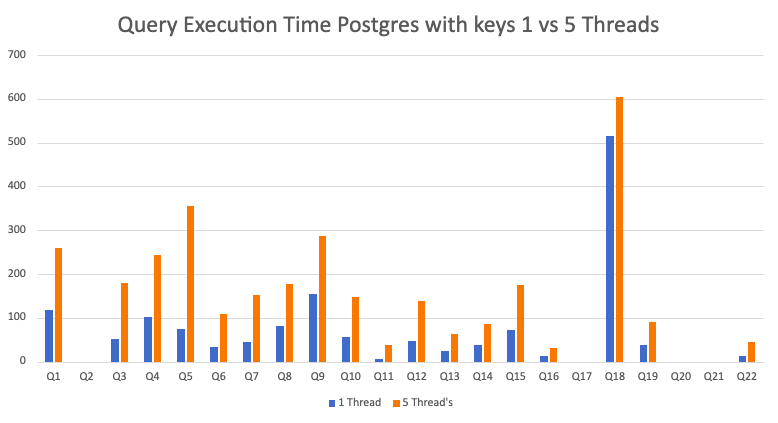 Query Execution Time Postgres with keys 1 vs 5 Threads
700
600
500
400
300
200
100
0
Q1 Q2 Q3 Q4 Q5 Q6 Q7 Q8 Q9 Q10 Q11 Q12 Q13 Q14 Q15 Q16 Q17 Q18 Q19 Q20 Q21 Q22
1 Thread 5 Thread's